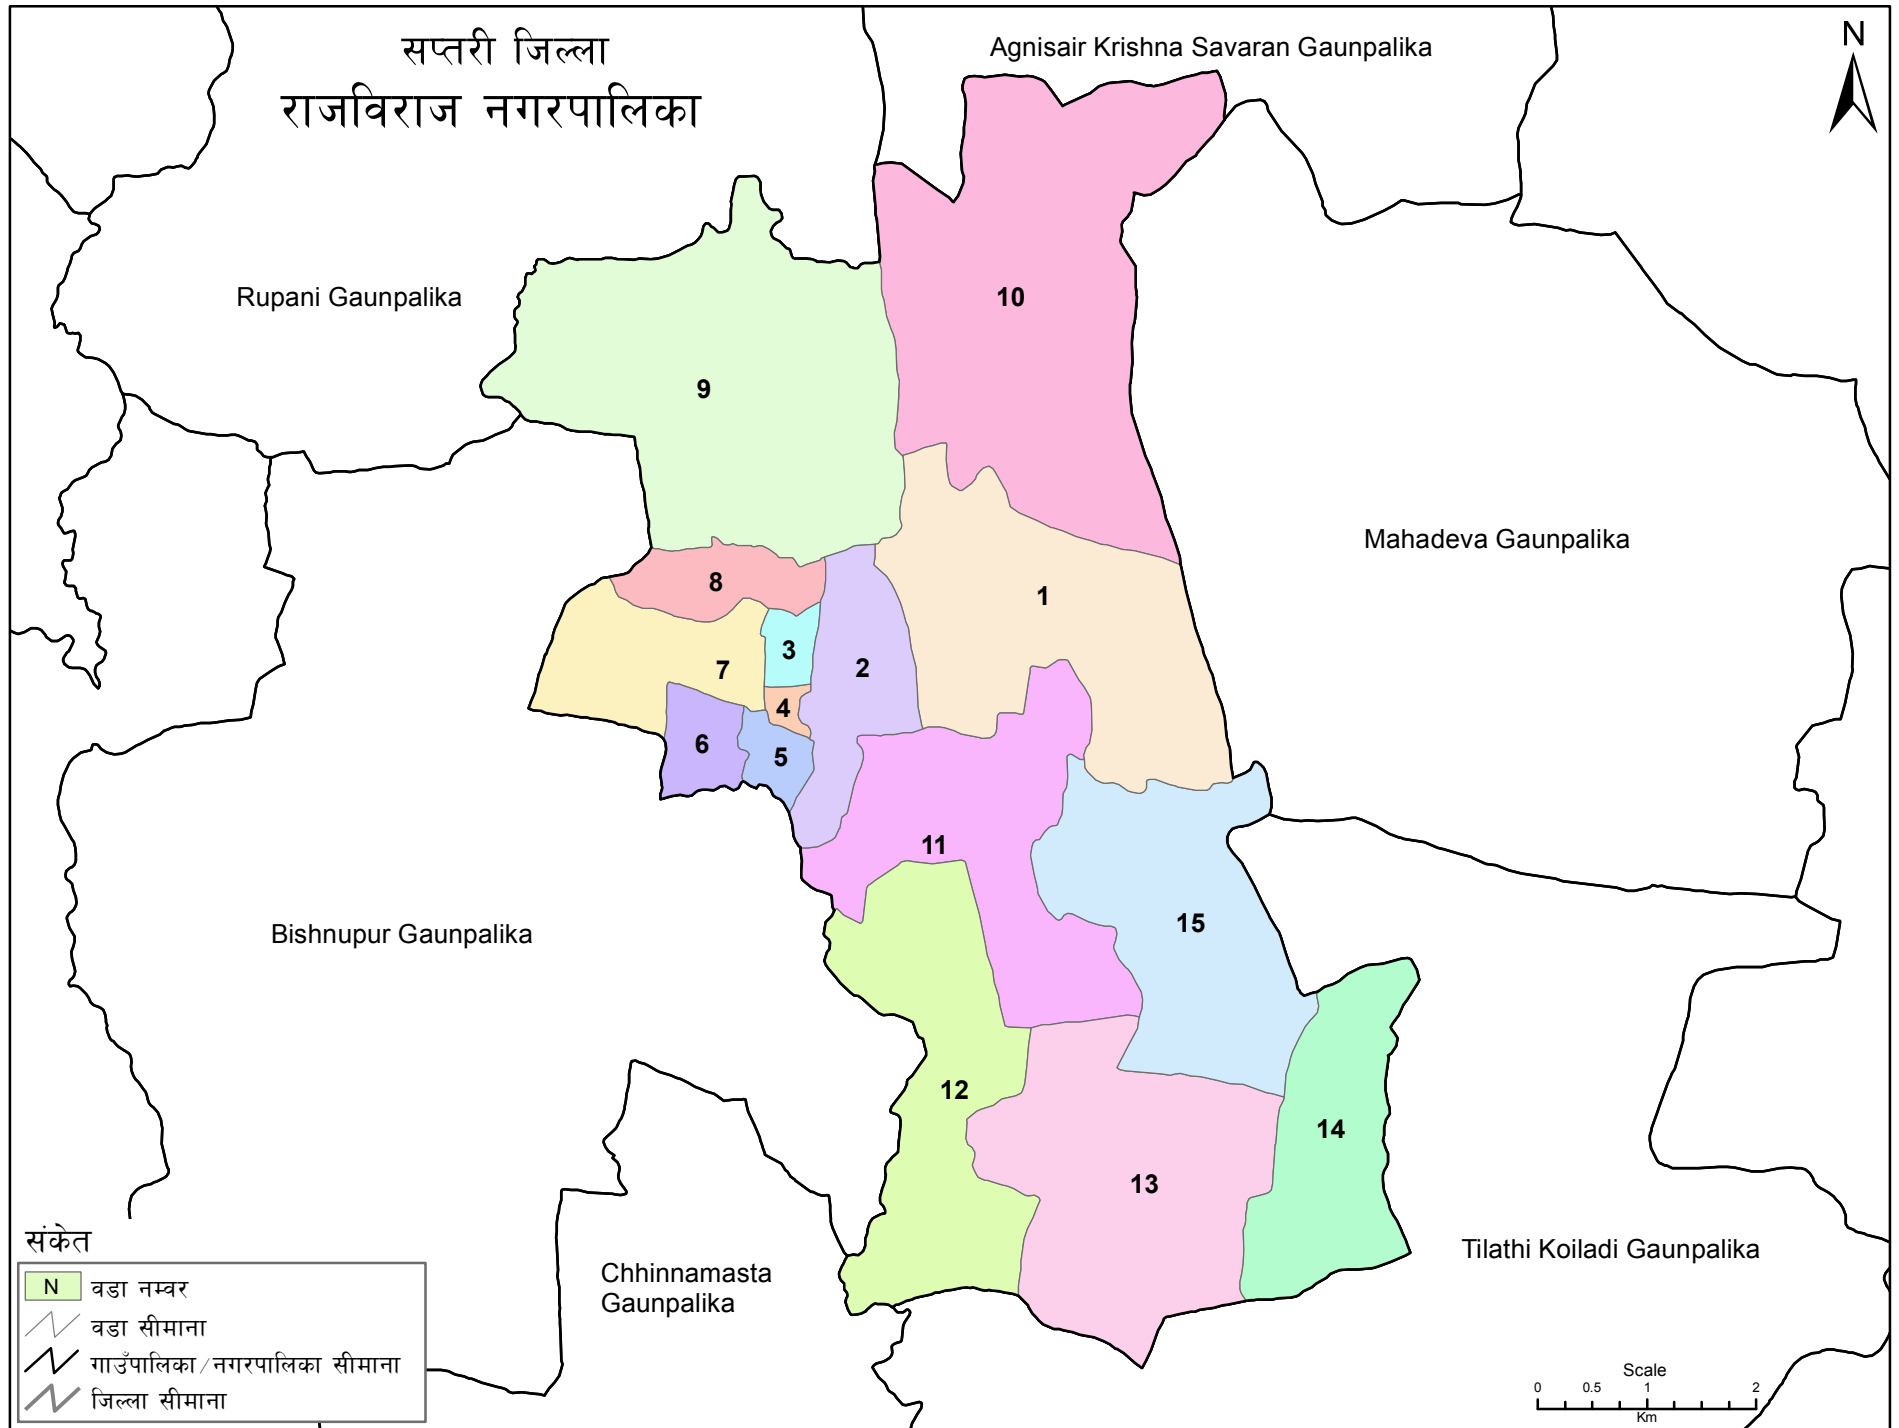 सप्तरी जिल्ला
राजविराज नगरपालिका
Agnisair Krishna Savaran Gaunpalika
N
Rupani Gaunpalika
10
9
Mahadeva Gaunpalika
8
1
3
2
7
4
6
5
11
15
Bishnupur Gaunpalika
12
14
13
Tilathi Koiladi Gaunpalika
Chhinnamasta
Gaunpalika
संकेत
N वडा नम्वर
वडा सीमाना
गाउँपालिका/नगरपालिका सीमाना
जिल्ला सीमाना
Scale
0 0.5 1 2
Km